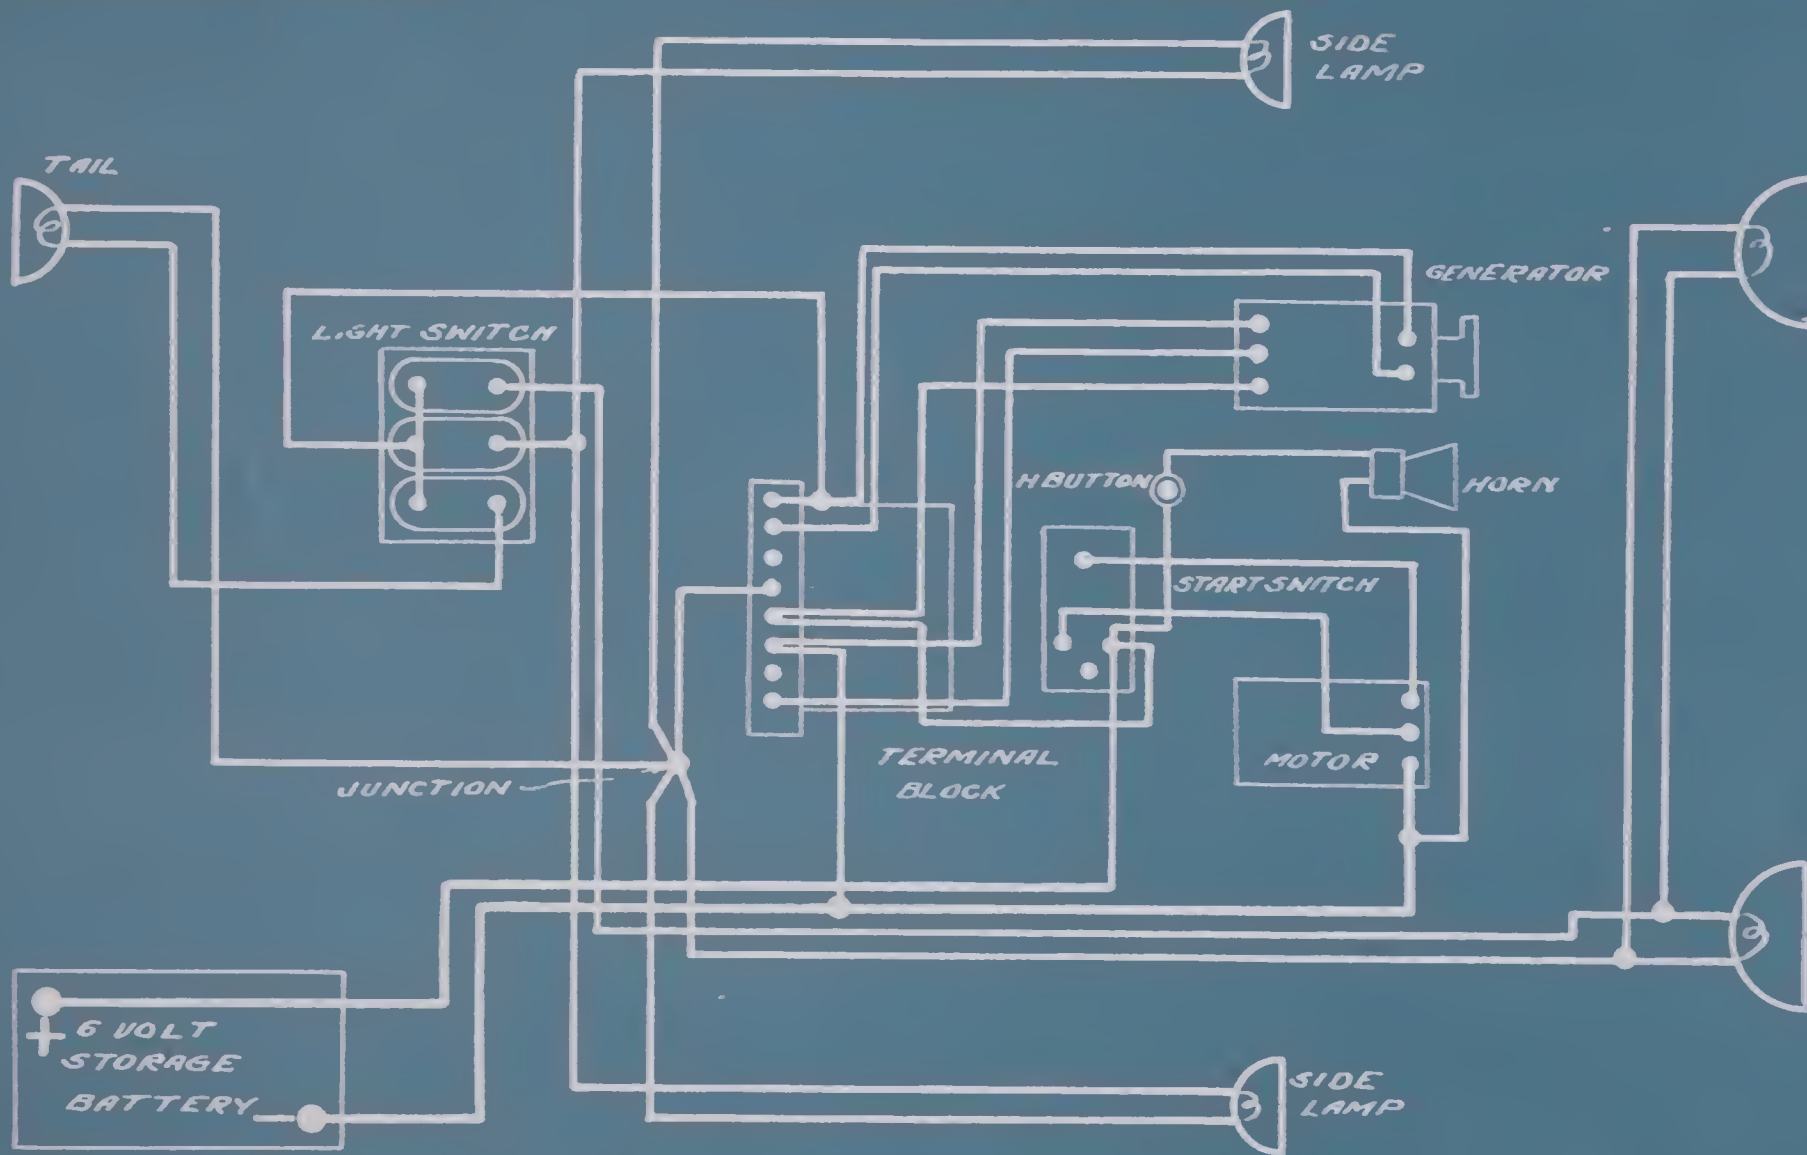 SIDE
LAMP
TAIL
GENERATOR
LIGHT SWITCH
H BUTTON
HORN
START SWITCH
TERMINAL
BLOCK
MOTOR
JUNCTION
+ 6 VOLT
STORAGE
BATTERY –
SIDE
LAMP